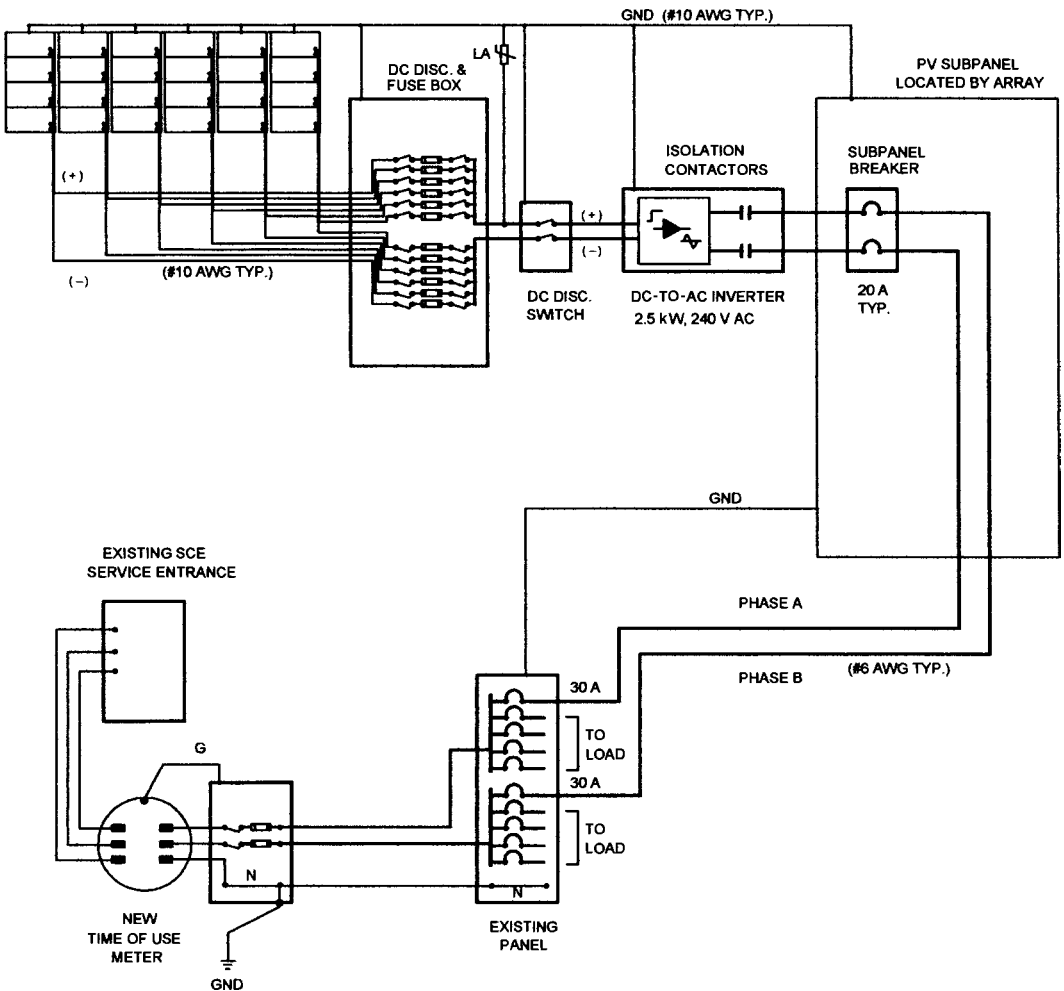 GND (#10 AWG TYP.)
LA
DC DISC. &
FUSE BOX
PV SUBPANEL
LOCATED BY ARRAY
ISOLATION
CONTACTORS
SUBPANEL
BREAKER
(+)
(+)
(−)
(−)
(#10 AWG TYP.)
DC DISC.
SWITCH
DC-TO-AC INVERTER
2.5 kW, 240 V AC
20 A
TYP.
GND
EXISTING SCE
SERVICE ENTRANCE
PHASE A
PHASE B
(#6 AWG TYP.)
30 A
TO
LOAD
G
30 A
TO
LOAD
N
N
NEW
TIME OF USE
METER
EXISTING
PANEL
GND